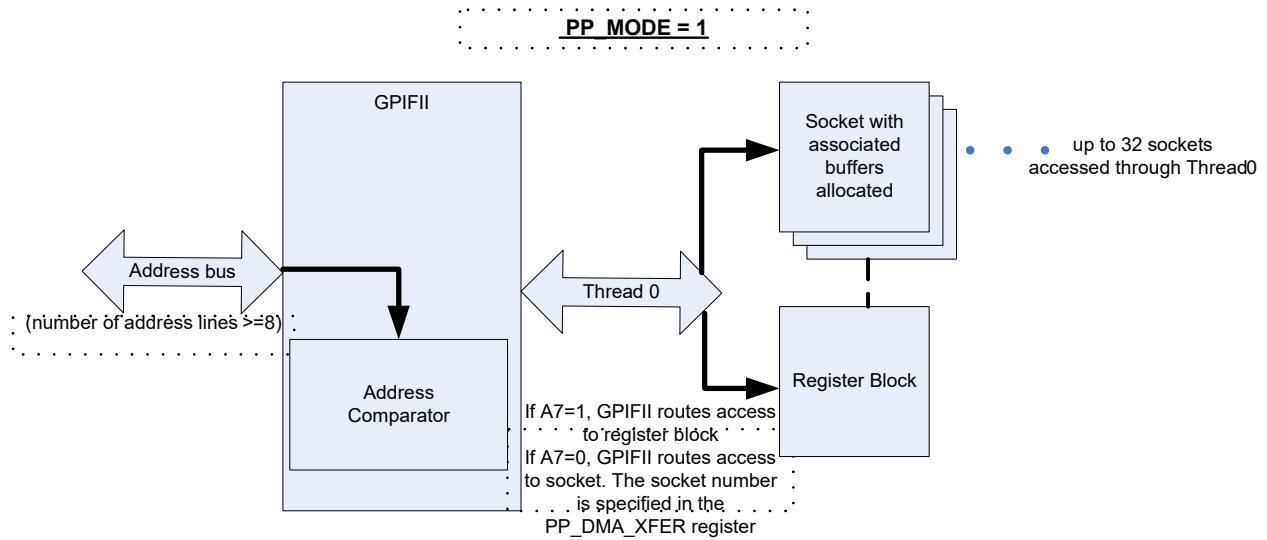 PP_MODE = 1
GPIFII
Socket with
associated
buffers
allocated
up to 32 sockets
accessed through Thread0
Address bus
(number of address lines >=8)
Thread 0
Address
Comparator
Register Block
If A7=1, GPIFII routes access
to register block
If A7=0, GPIFII routes access
to socket. The socket number
is specified in the
PP_DMA_XFER register